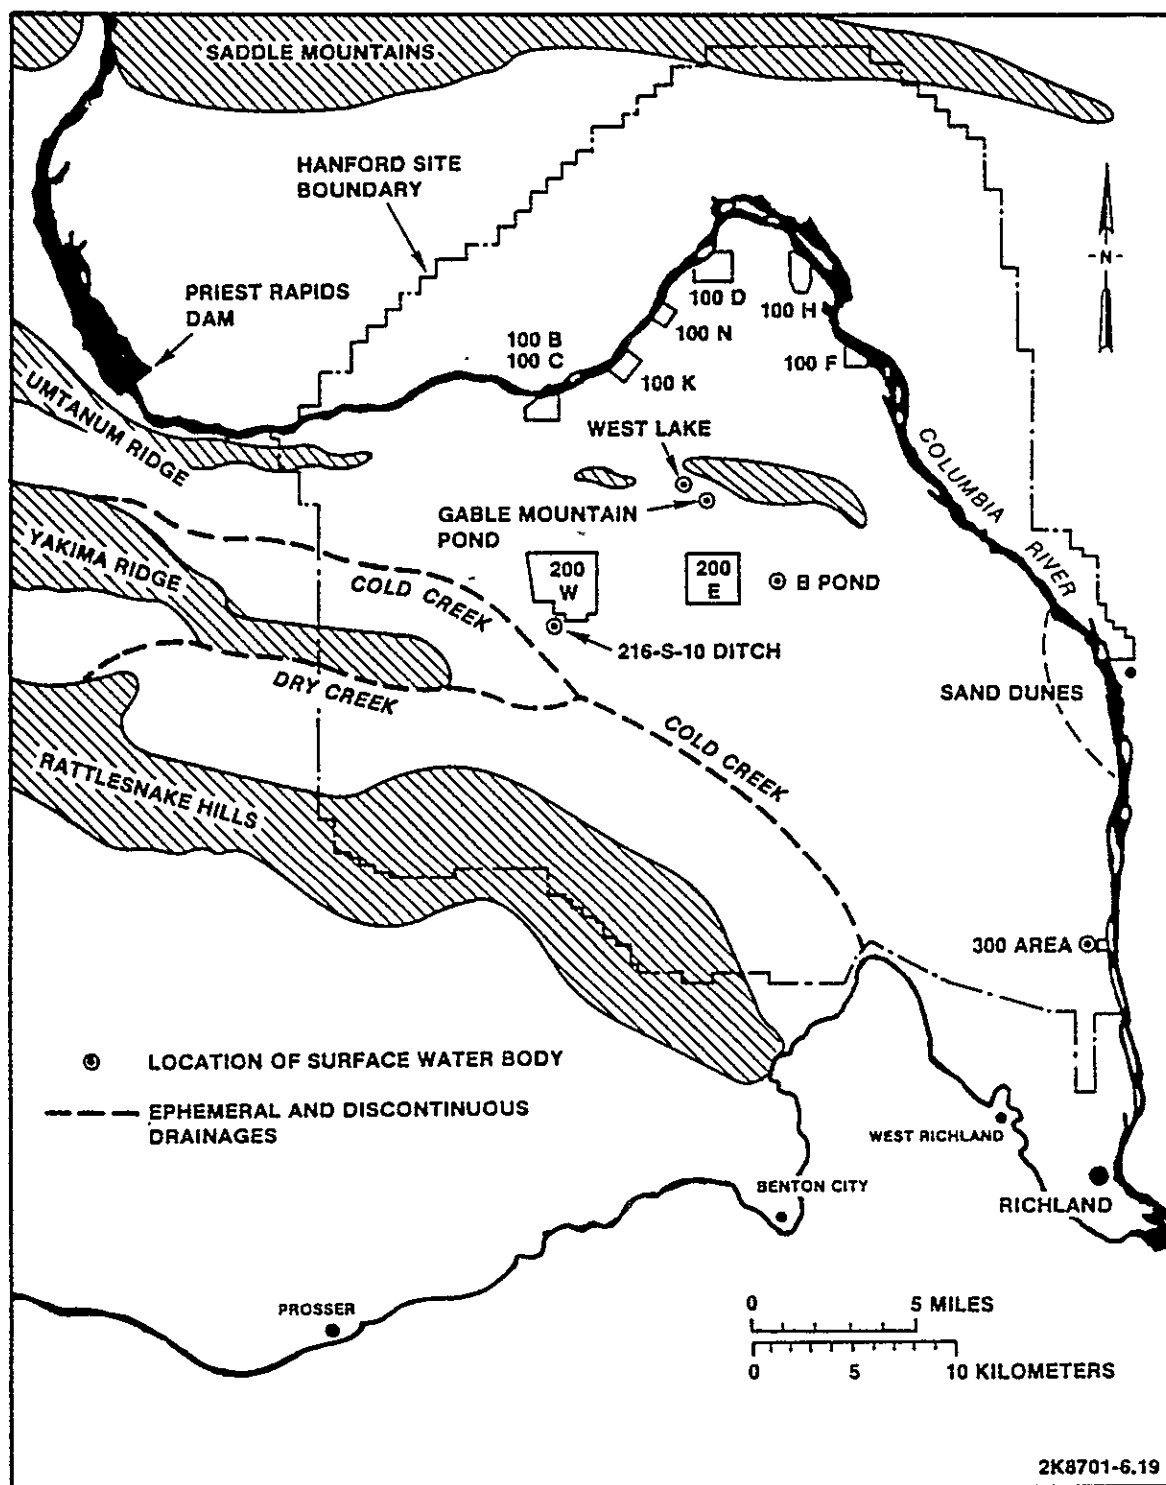 SADDLE MOUNTAINS
HANFORD SITE
BOUNDARY
-N-
PRIEST RAPIDS
DAM
100 D
100 H
100 N
100 B
100 C
100 K
100 F
UMTANUM RIDGE
WEST LAKE
COLUMBIA
RIVER
GABLE MOUNTAIN
POND
YAKIMA RIDGE
COLD CREEK
200
W
200
E
B POND
216-S-10 DITCH
DRY CREEK
SAND DUNES
COLD CREEK
RATTLESNAKE HILLS
300 AREA
LOCATION OF SURFACE WATER BODY
EPHEMERAL AND DISCONTINUOUS
DRAINAGES
WEST RICHLAND
BENTON CITY
RICHLAND
PROSSER
0 5 MILES
0 5 10 KILOMETERS
2K8701-6.19